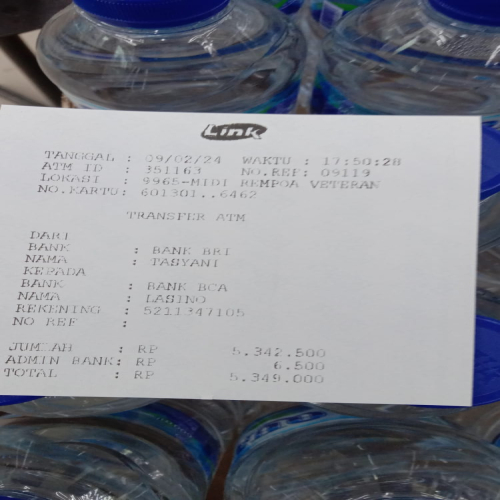 Link
TANGGAL : 09/02/24 WAKTU : 17:50:28
ATM ID : 351163 NO.REF: 09119
LOKASI : 9965-MIDI REMPOA VETERAN
NO.KARTU: 601301..6462
TRANSFER ATM
DARI
BANK : BANK BRI
NAMA : TASYANI
KEPADA
BANK : BANK BCA
NAMA : LASINO
REKENING : 5211347105
NO REF :
JUMLAH : RP 5.342.500
ADMIN BANK: RP 6.500
TOTAL : RP 5.349.000